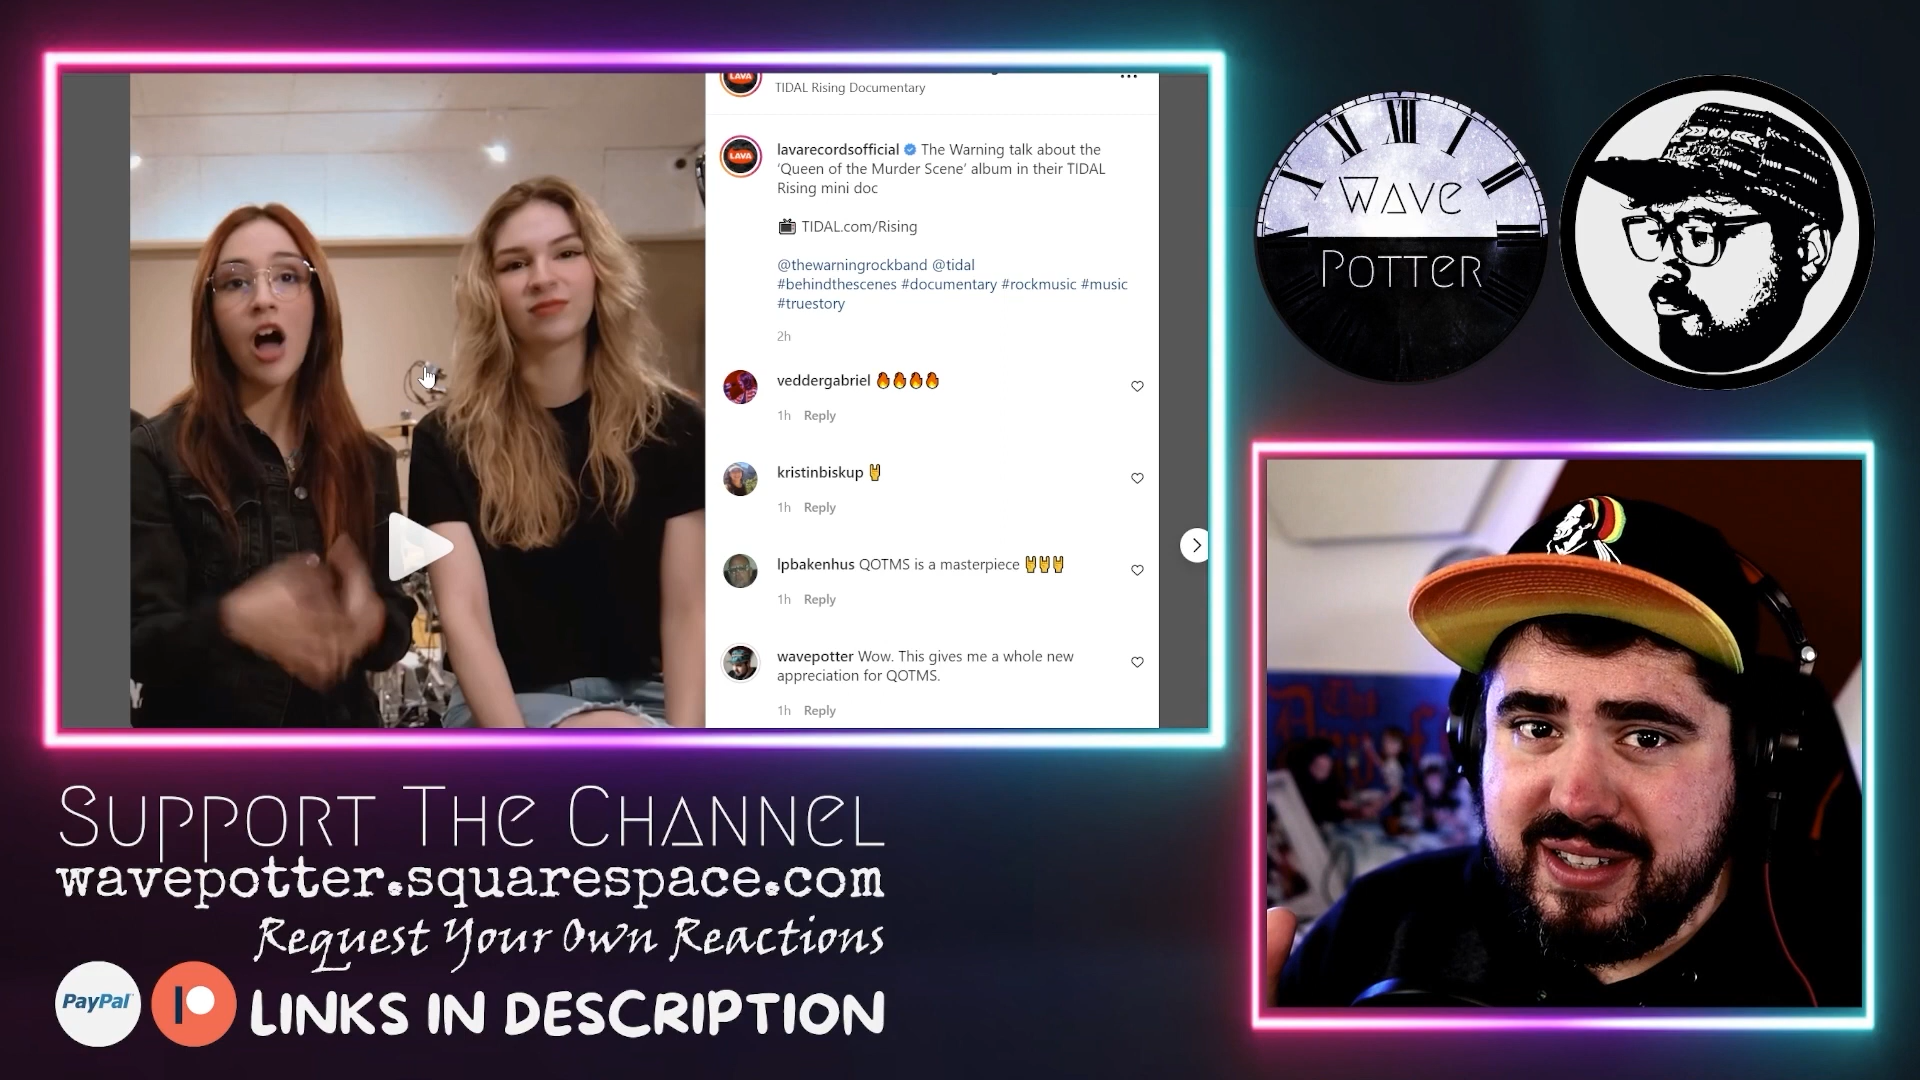 LAVA
TIDAL Rising Documentary
LAVA
lavarecordsofficial The Warning talk about the
‘Queen of the Murder Scene’ album in their TIDAL
Rising mini doc
📺 TIDAL.com/Rising
@thewarningrockband @tidal
#behindthescenes #documentary #rockmusic #music
#truestory
2h
veddergabriel 🔥🔥🔥🔥
1h Reply
kristinbiskup 🤘
1h Reply
lpbakenhus QOTMS is a masterpiece 🤘🤘🤘
1h Reply
wavepotter Wow. This gives me a whole new
appreciation for QOTMS.
1h Reply
WAVE
POTTER
SUPPORT THE CHANNEL
wavepotter.squarespace.com
Request Your Own Reactions
PayPal
LINKS IN DESCRIPTION